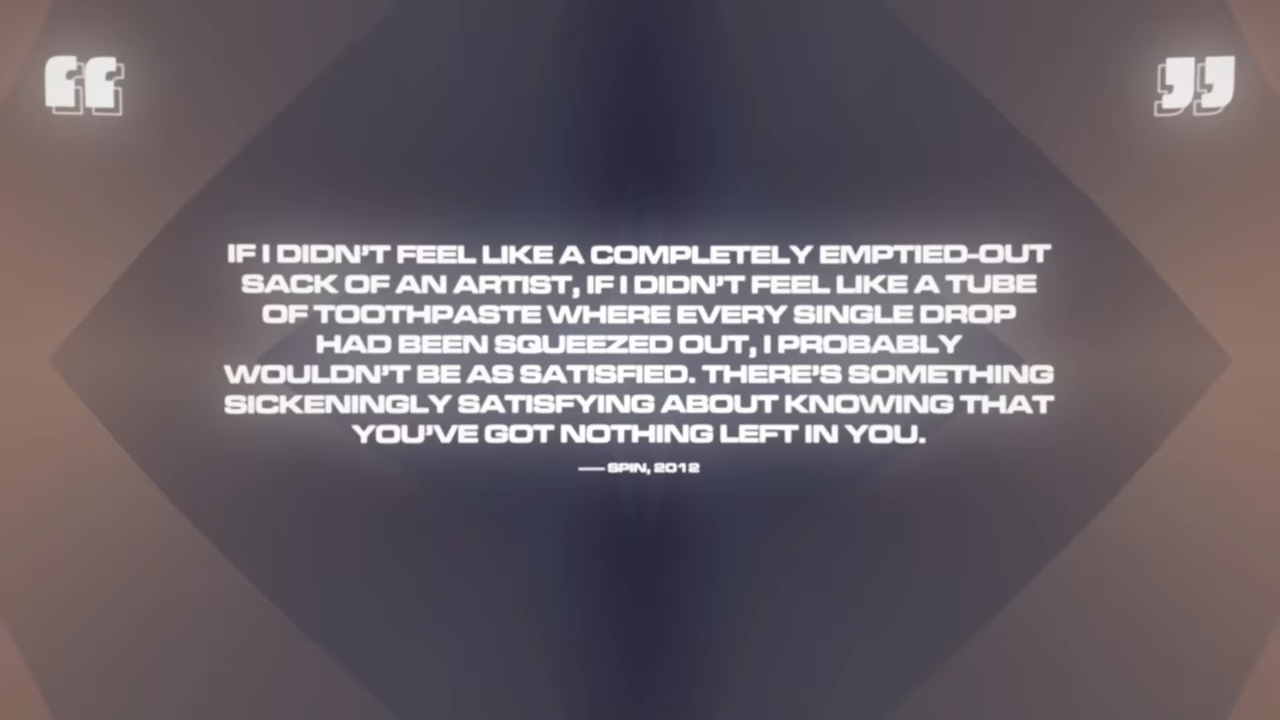 “ ”
IF I DIDN'T FEEL LIKE A COMPLETELY EMPTIED-OUT
SACK OF AN ARTIST, IF I DIDN'T FEEL LIKE A TUBE
OF TOOTHPASTE WHERE EVERY SINGLE DROP
HAD BEEN SQUEEZED OUT, I PROBABLY
WOULDN'T BE AS SATISFIED. THERE'S SOMETHING
SICKENINGLY SATISFYING ABOUT KNOWING THAT
YOU'VE GOT NOTHING LEFT IN YOU.
— SPIN, 2012